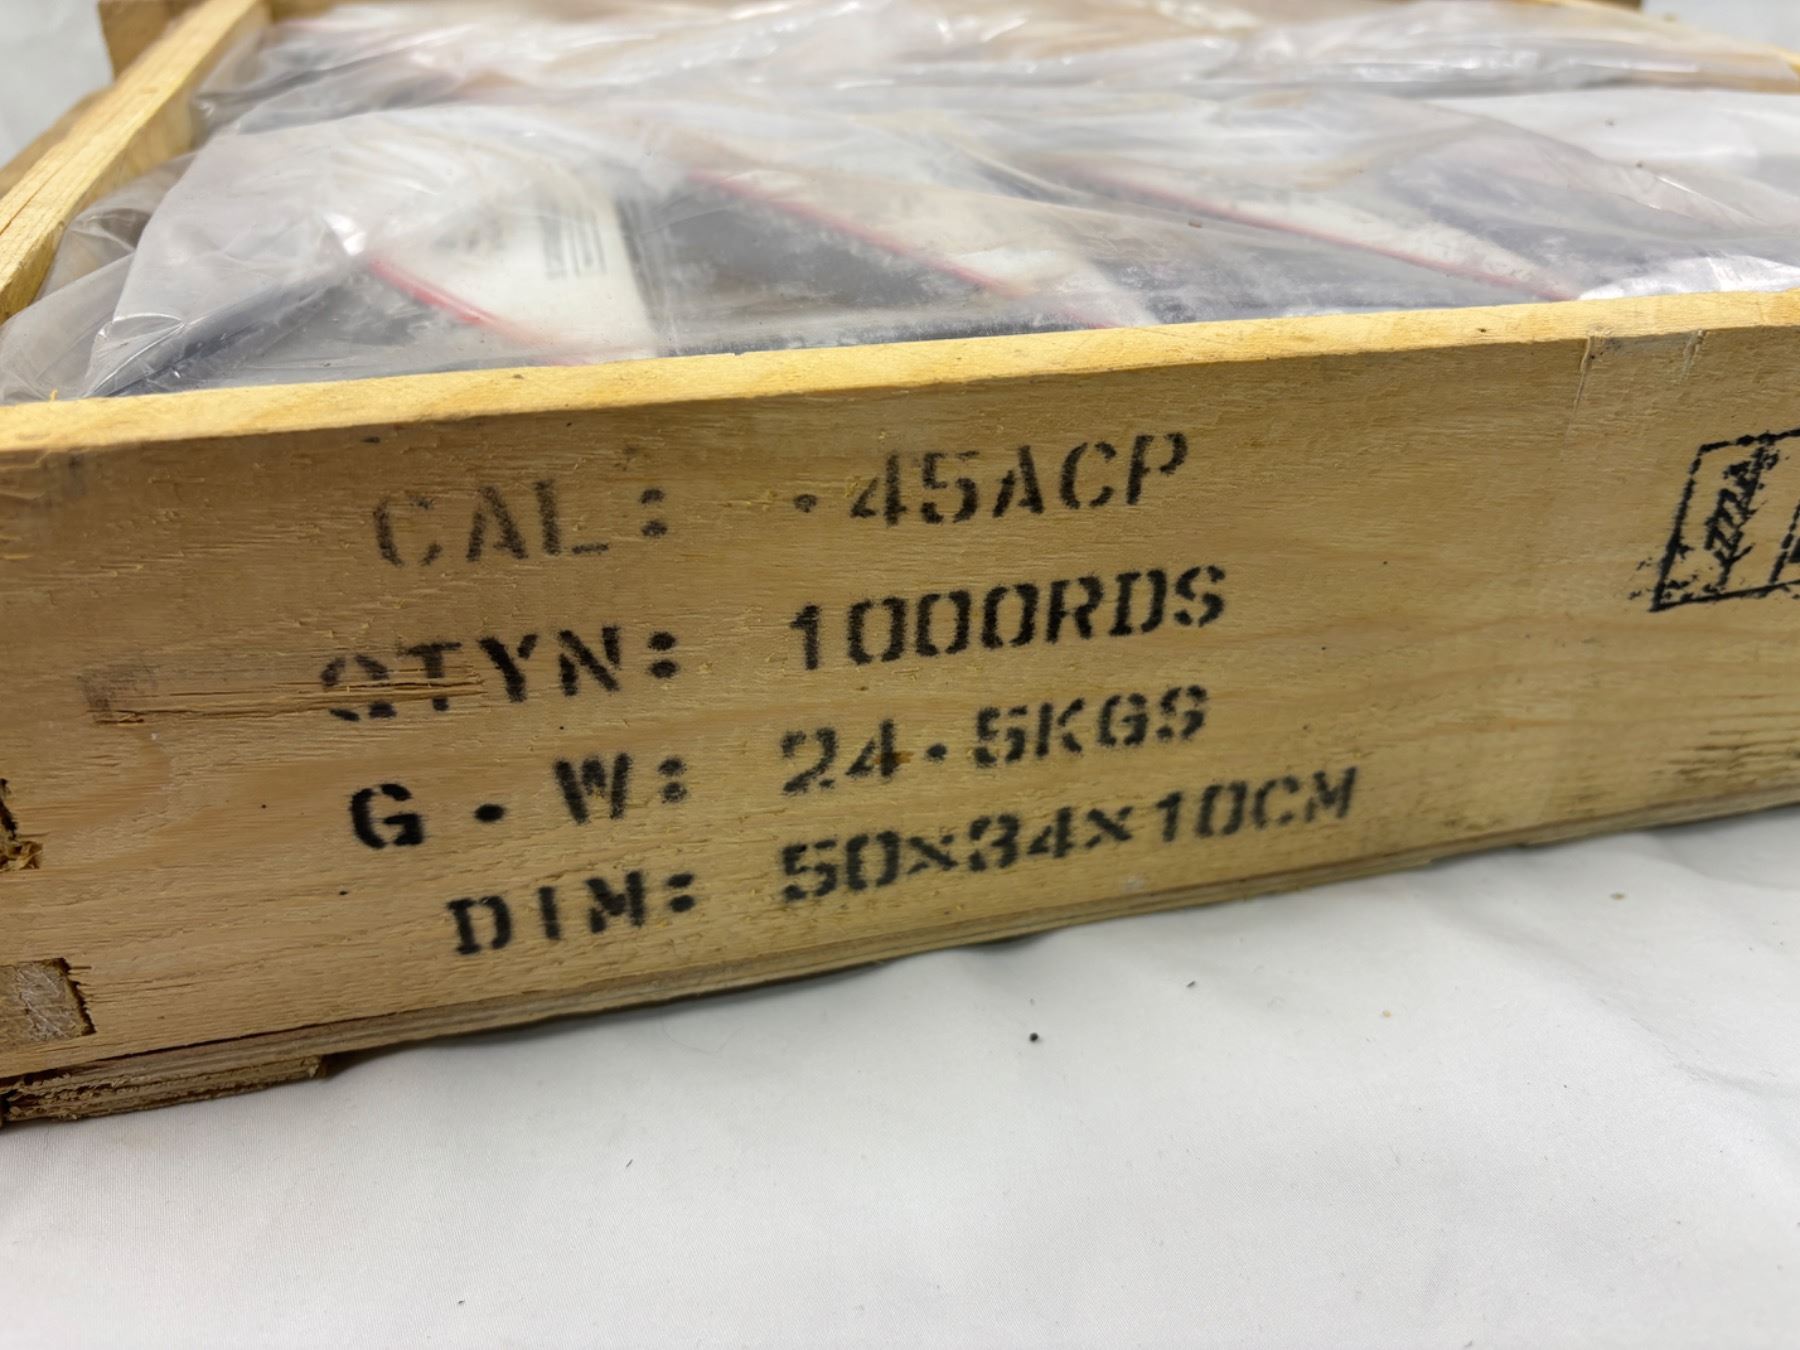 CAL: .45ACP
QTYN: 1000RDS
G.W: 24.5KGS
DIM: 50x34x10CM